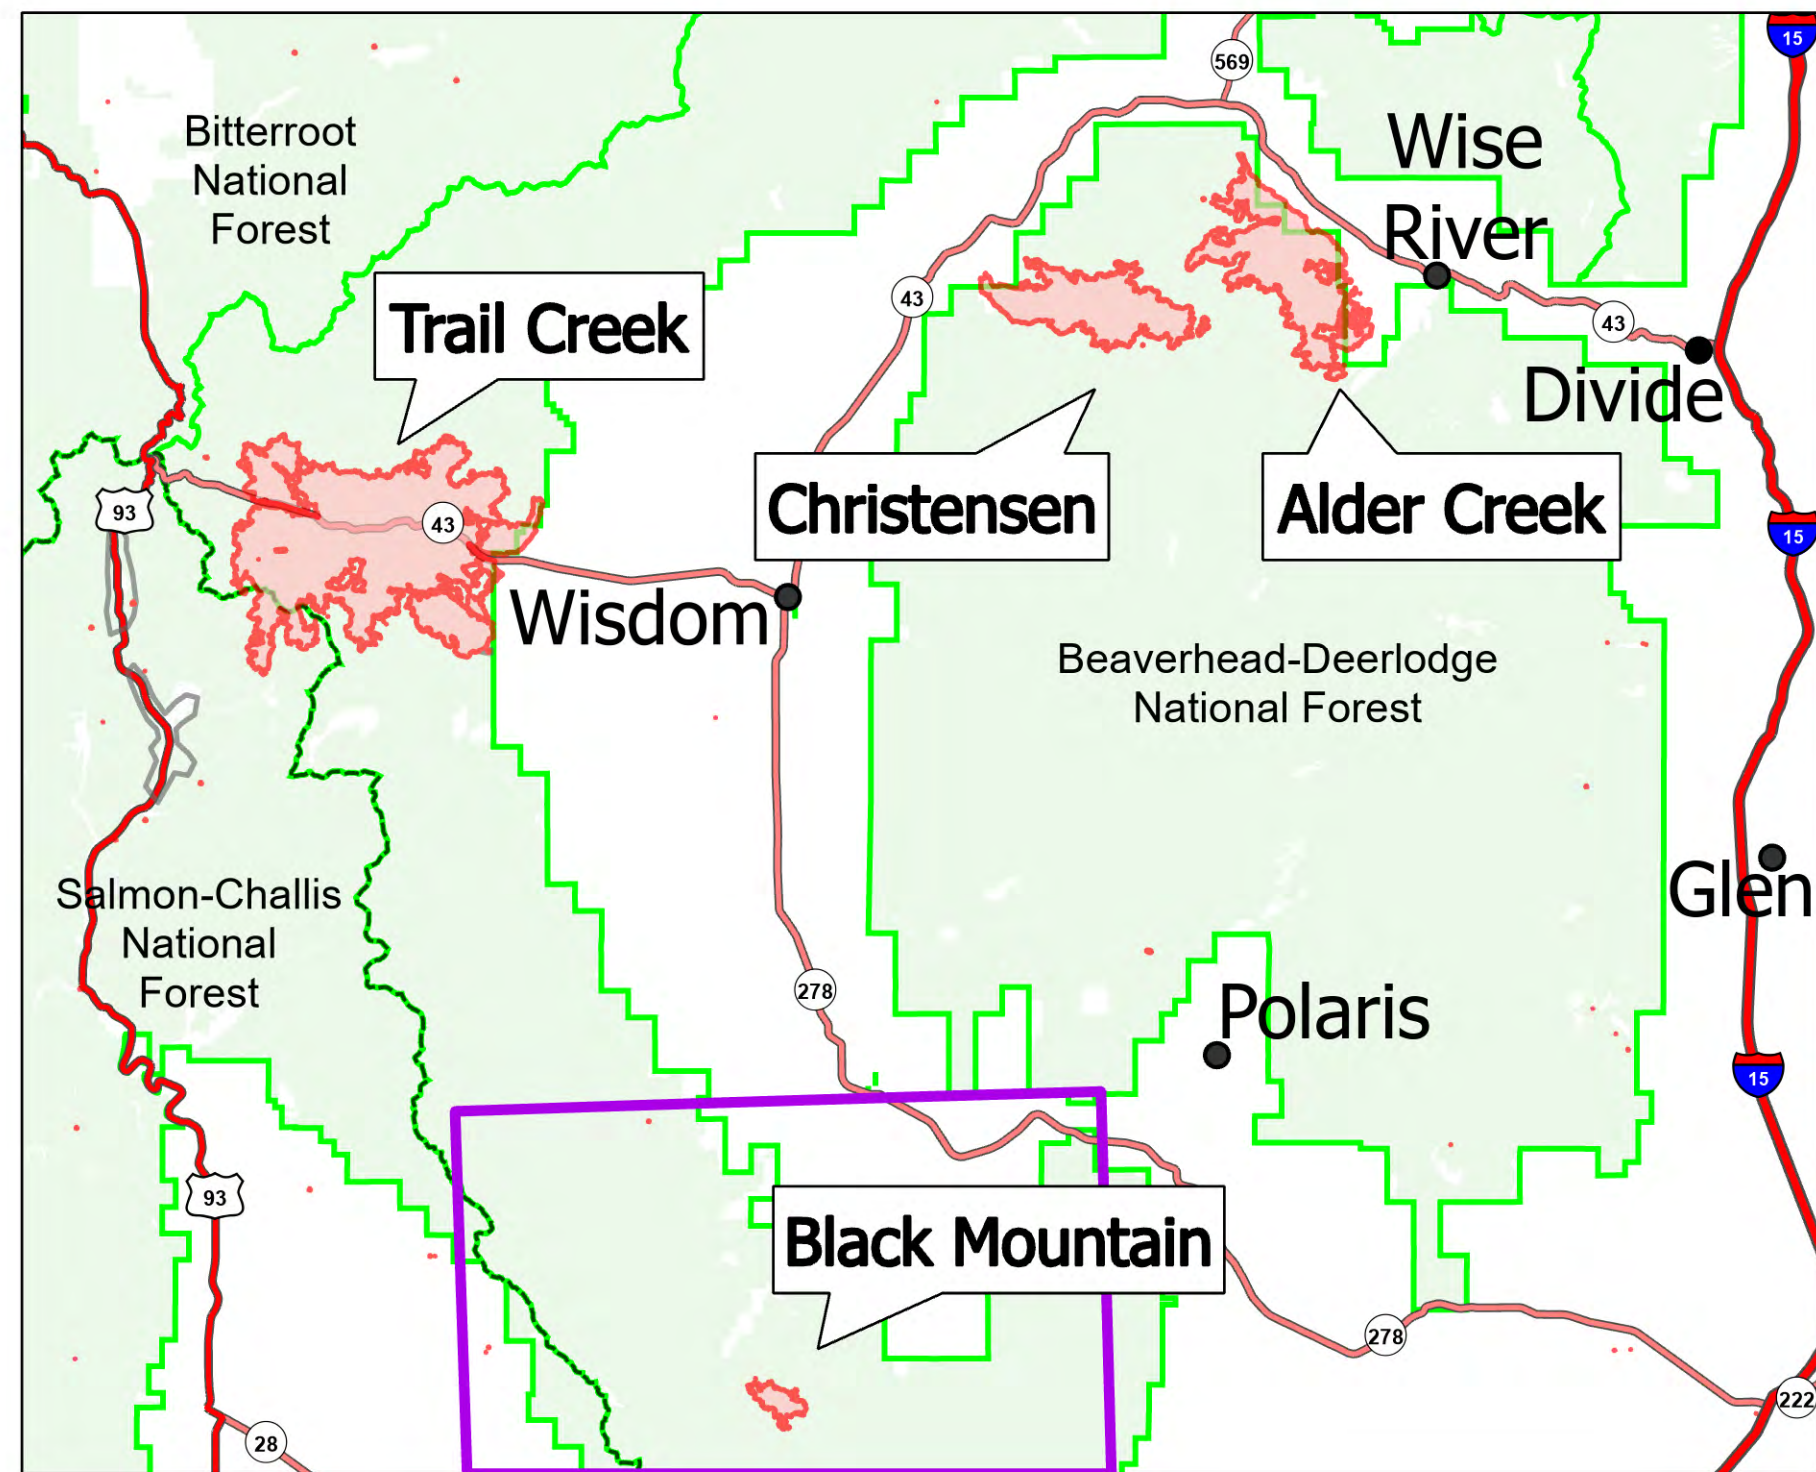 15
569
Bitterroot
National
Forest
Wise
River
43
43
Trail Creek
Divide
Christensen
Alder Creek
93
43
15
Wisdom
Beaverhead-Deerlodge
National Forest
Glen
Salmon-Challis
National
Forest
278
Polaris
15
93
Black Mountain
278
222
28